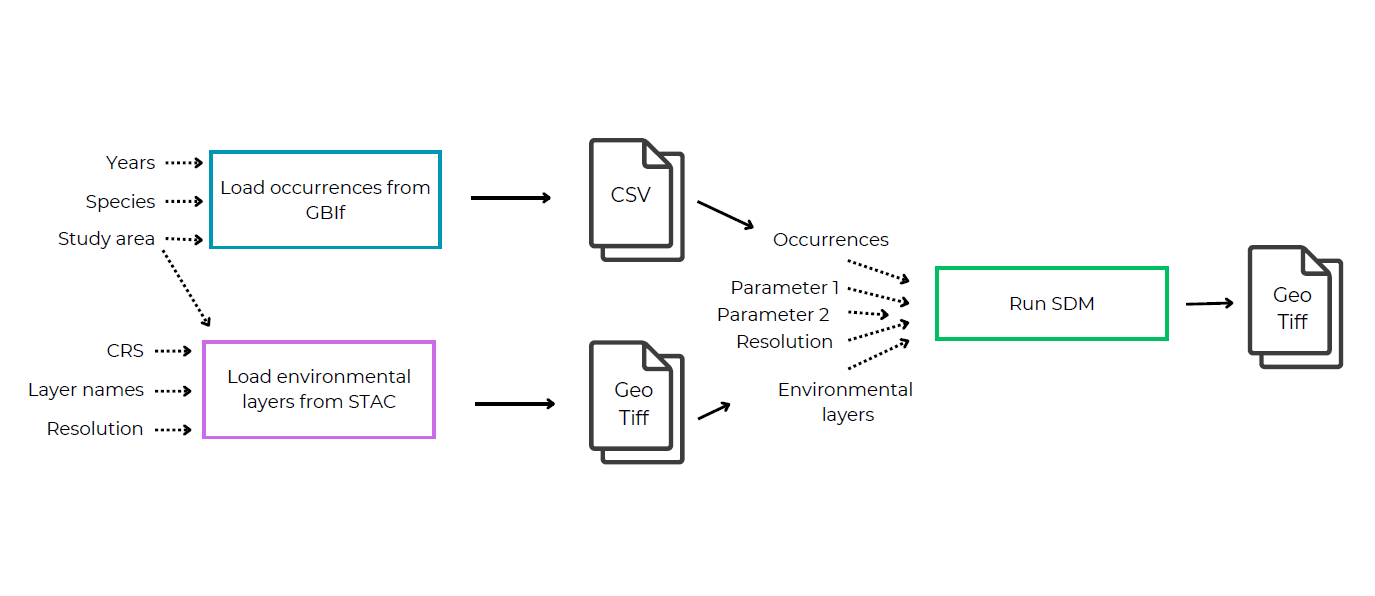 Years
Species
Study area
Load occurrences from
GBIf
CSV
CRS
Layer names
Resolution
Load environmental
layers from STAC
Geo
Tiff
Occurrences
Parameter 1
Parameter 2
Resolution
Environmental
layers
Run SDM
Geo
Tiff